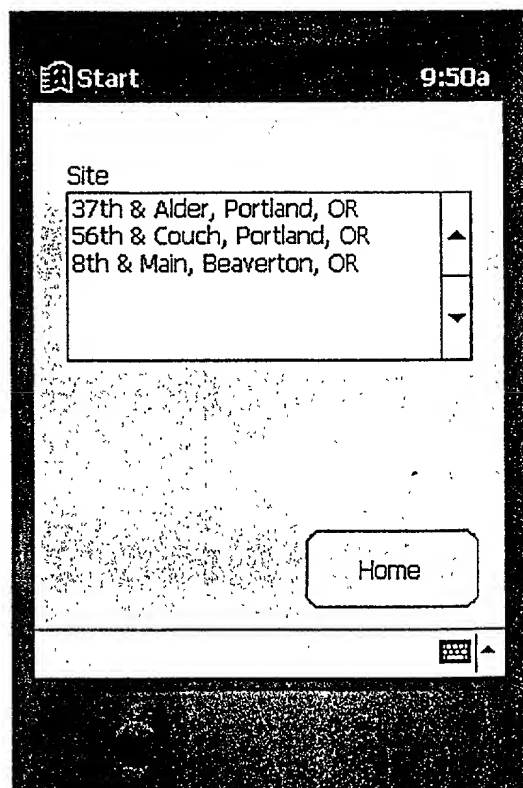 Start 9:50a
Site
37th & Alder, Portland, OR
56th & Couch, Portland, OR
8th & Main, Beaverton, OR
Home